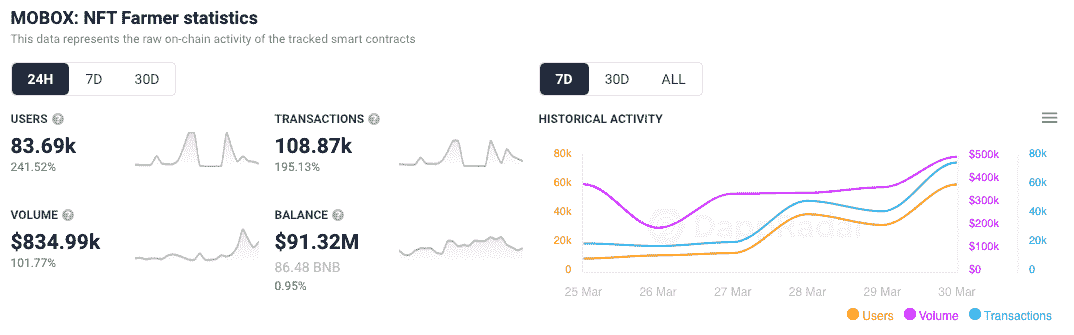 MOBOX: NFT Farmer statistics
This data represents the raw on-chain activity of the tracked smart contracts
24H 7D 30D
USERS ?
83.69k
241.52%
TRANSACTIONS ?
108.87k
195.13%
VOLUME ?
$834.99k
101.77%
BALANCE ?
$91.32M
86.48 BNB
0.95%
7D 30D ALL
HISTORICAL ACTIVITY
80k $500k 80k
$400k
60k 60k
$300k
40k 40k
$200k
20k $100k 20k
0 $0 0
DappRadar
25 Mar 26 Mar 27 Mar 28 Mar 29 Mar 30 Mar
Users Volume Transactions